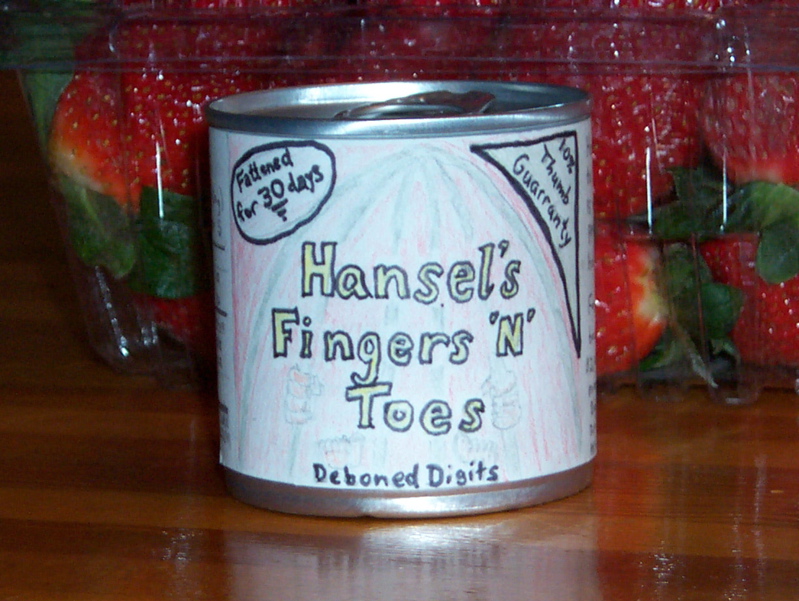 Fattened
for 30 days
10%
Thumb
Guarranty
Hansel's
Fingers 'N'
Toes
Deboned Digits